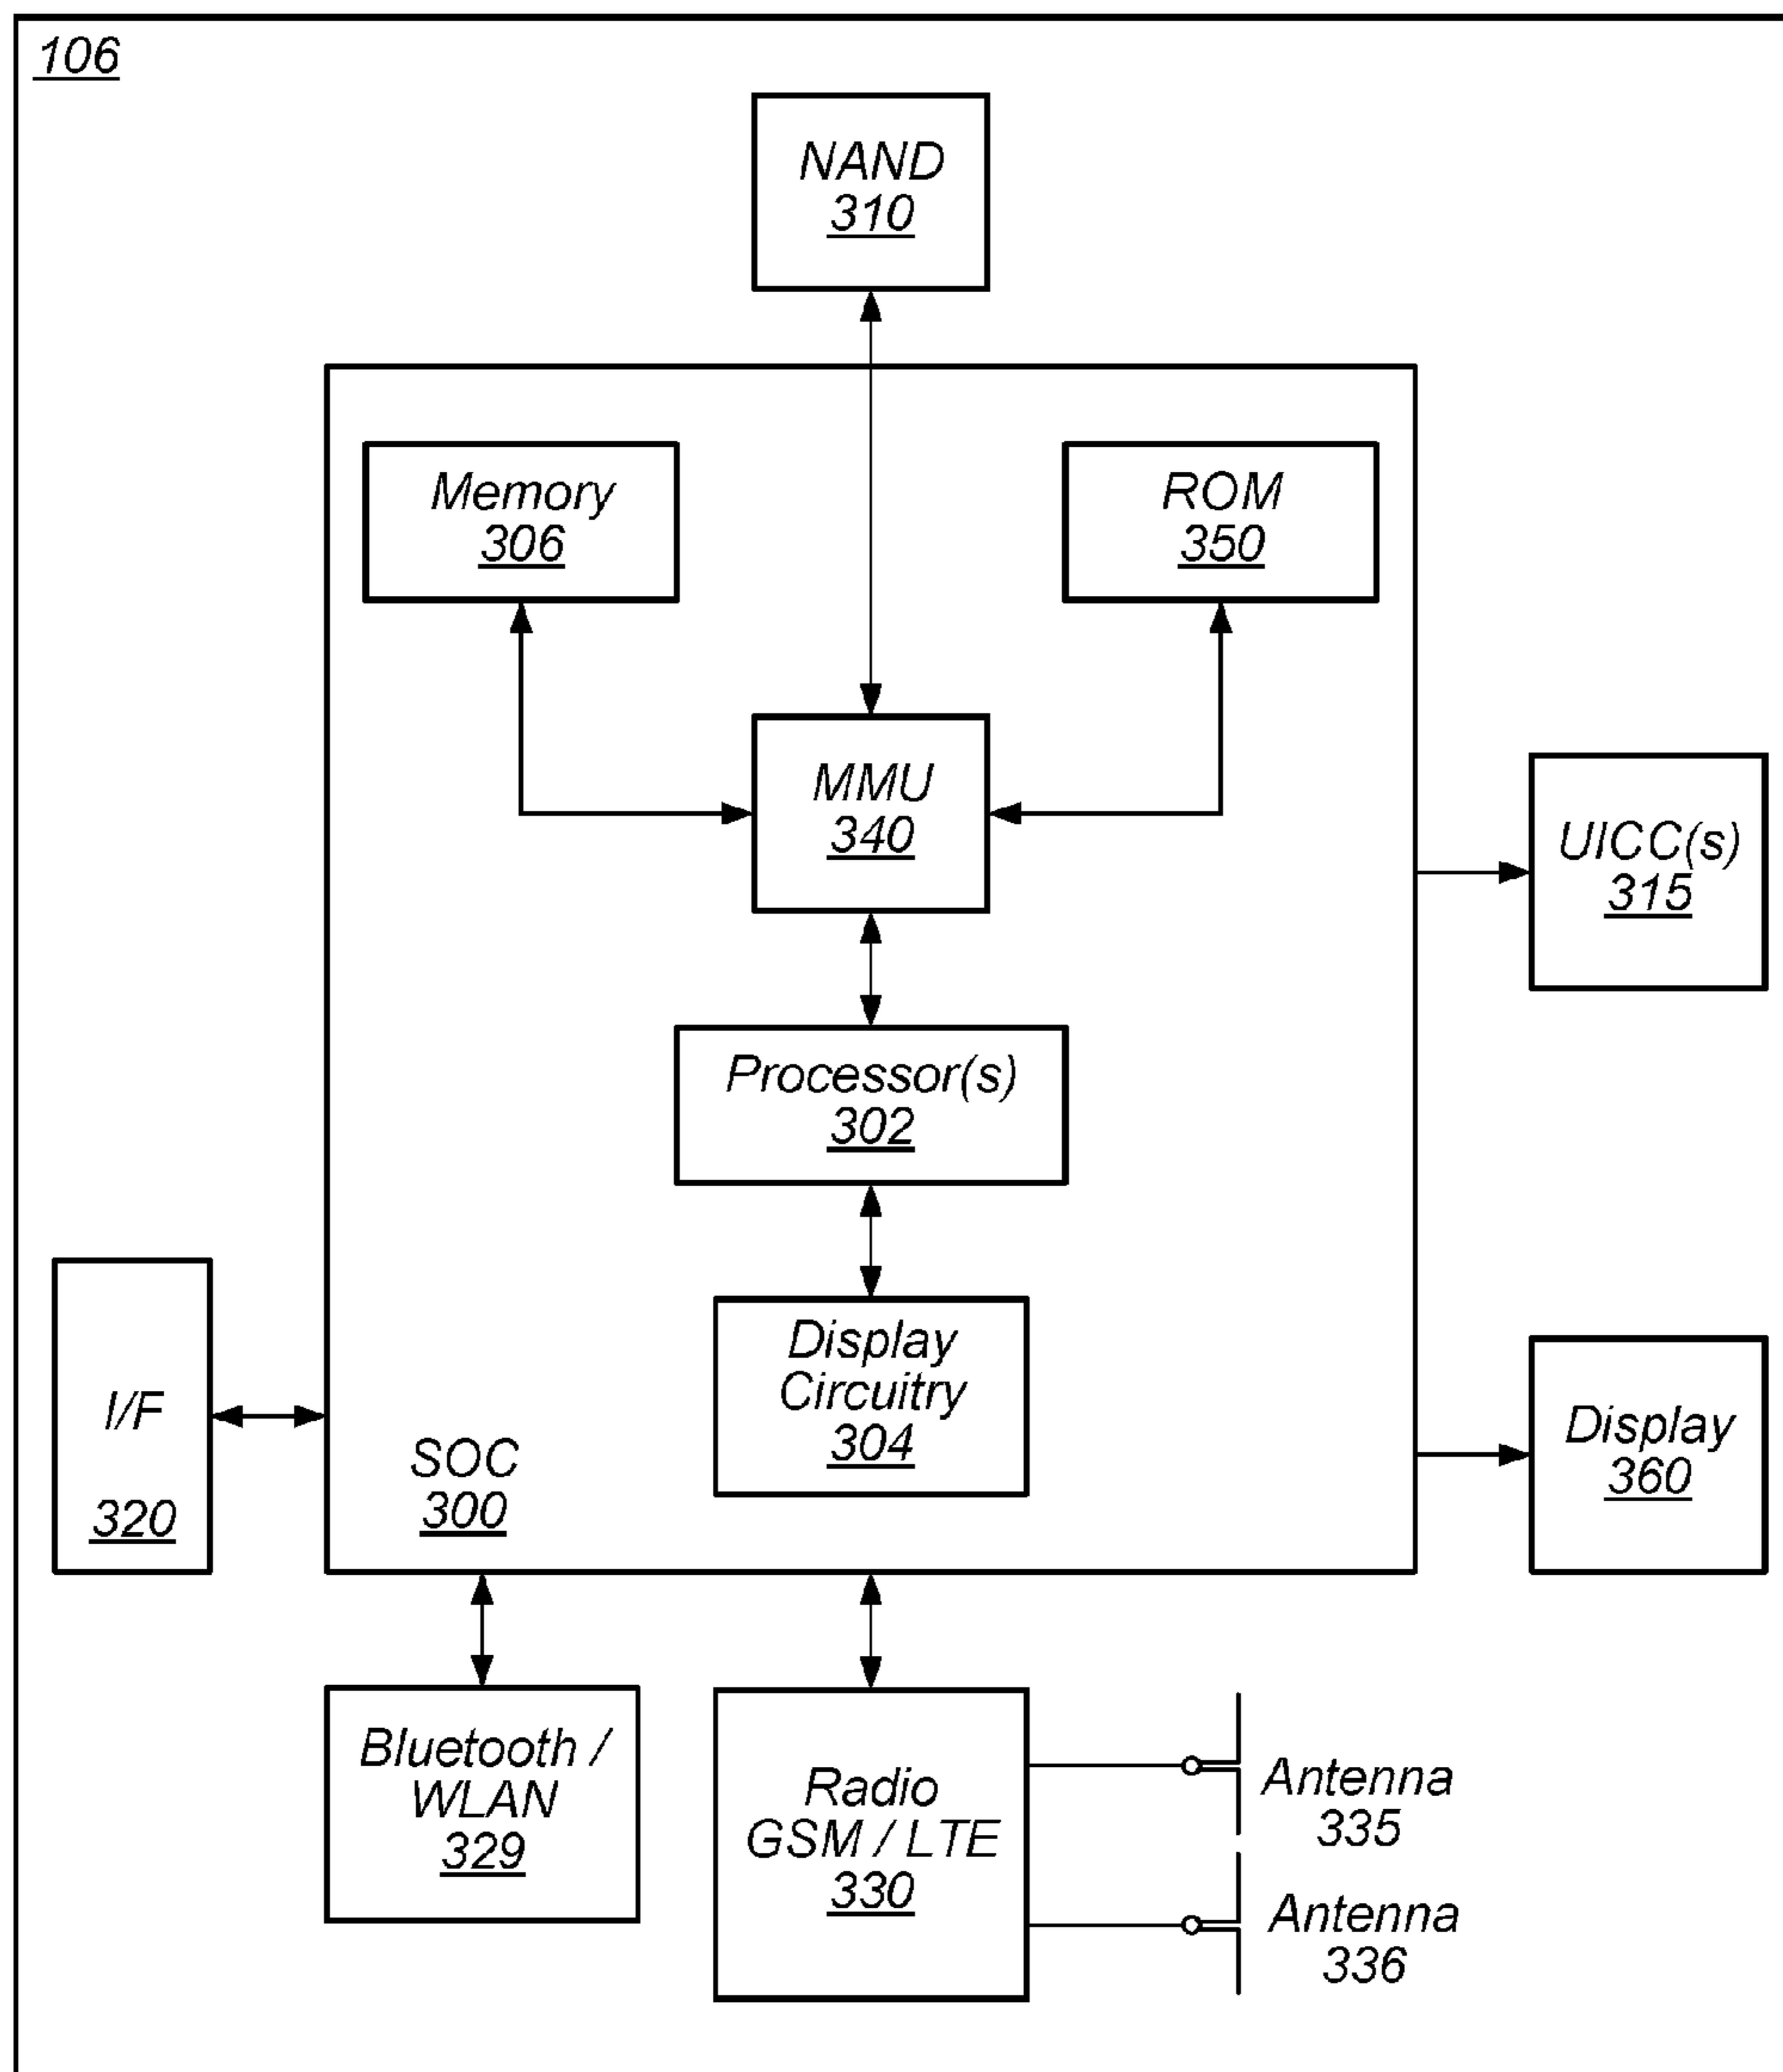 106
NAND
310
Memory
306
ROM
350
MMU
340
UICC(s)
315
Processor(s)
302
Display
Circuitry
304
I/F
320
SOC
300
Display
360
Bluetooth /
WLAN
329
Radio
GSM / LTE
330
Antenna
335
Antenna
336